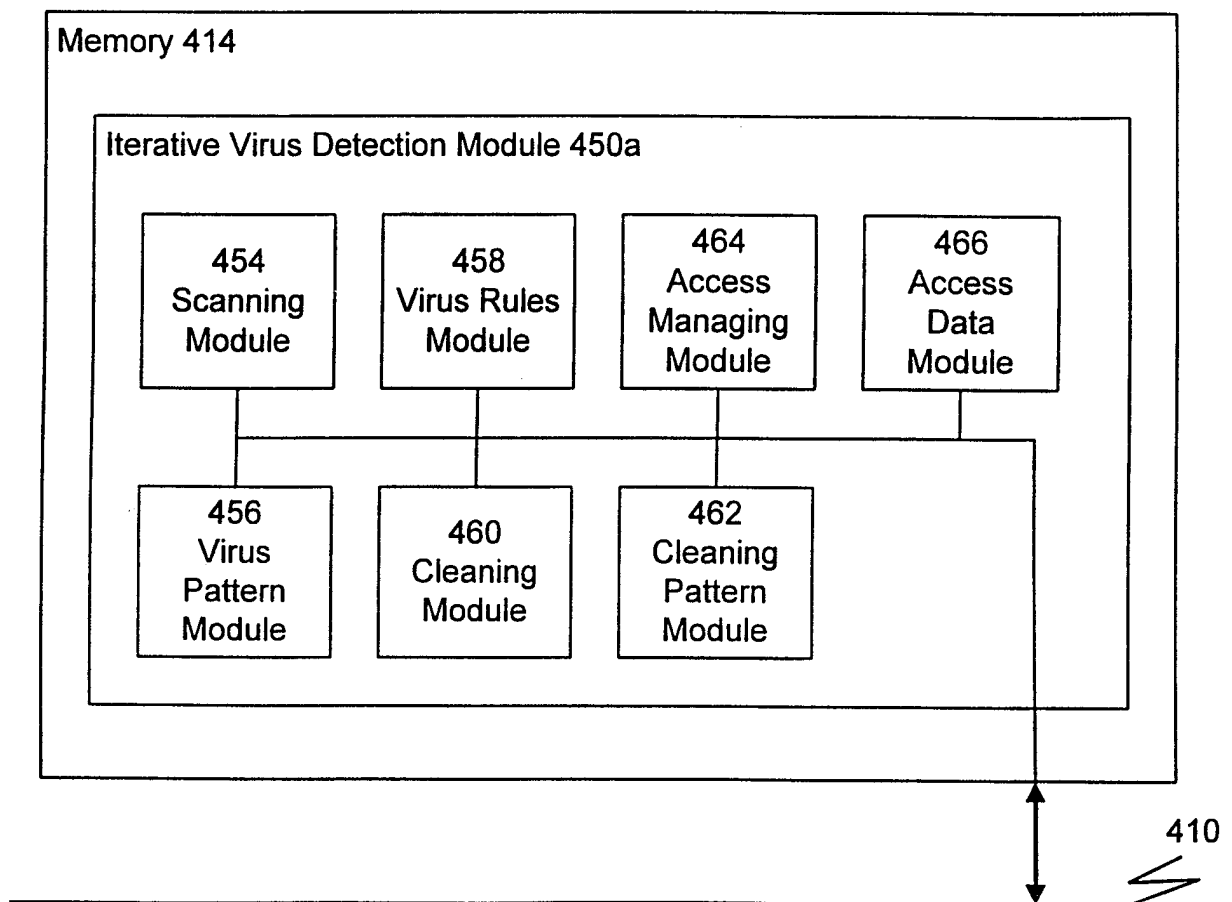 Memory 414
Iterative Virus Detection Module 450a
454
Scanning
Module
458
Virus Rules
Module
464
Access
Managing
Module
466
Access
Data
Module
456
Virus
Pattern
Module
460
Cleaning
Module
462
Cleaning
Pattern
Module
410